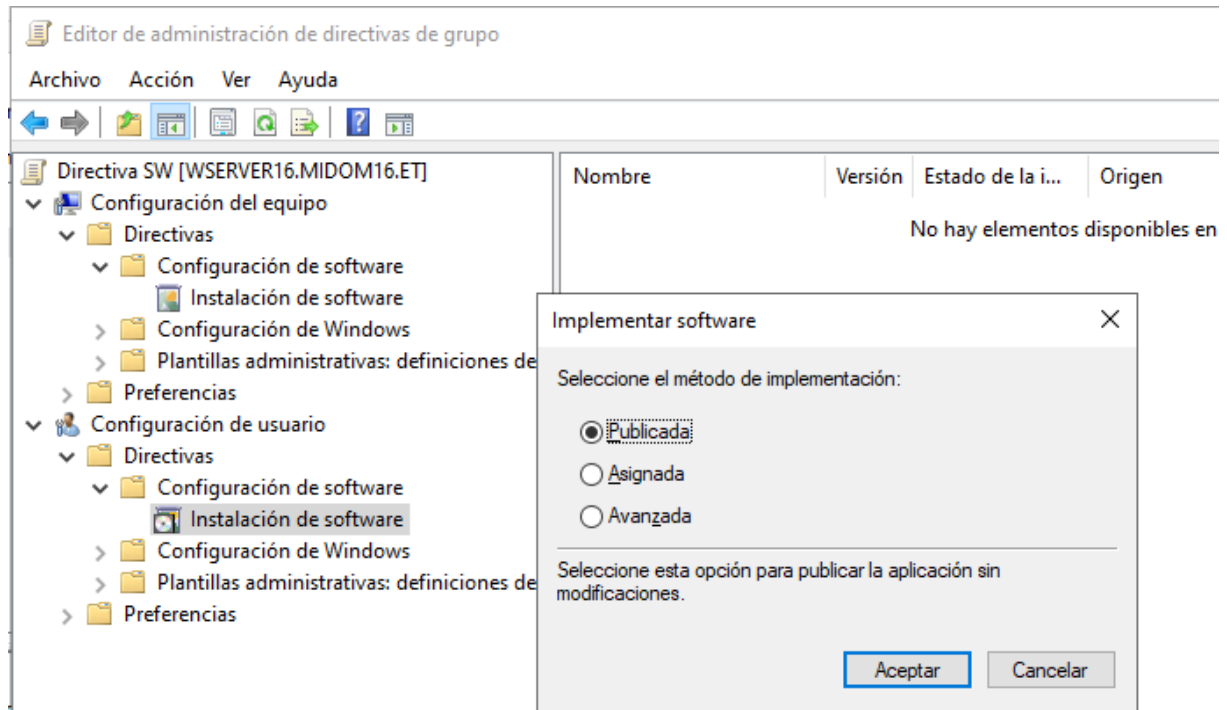 Editor de administración de directivas de grupo
Archivo Acción Ver Ayuda
Directiva SW [WSERVER16.MIDOM16.ET]
Configuración del equipo
Directivas
Configuración de software
Instalación de software
Configuración de Windows
Plantillas administrativas: definiciones de
Preferencias
Configuración de usuario
Directivas
Configuración de software
Instalación de software
Configuración de Windows
Plantillas administrativas: definiciones de
Preferencias
Nombre Versión Estado de la i... Origen
No hay elementos disponibles en
Implementar software
Seleccione el método de implementación:
Publicada
Asignada
Avanzada
Seleccione esta opción para publicar la aplicación sin
modificaciones.
Aceptar Cancelar